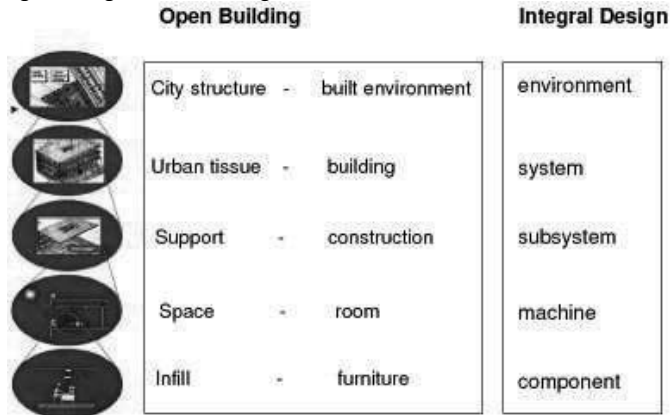 Open Building Integral Design
City structure - built environment environment
Urban tissue - building system
Support - construction subsystem
Space - room machine
Infill - furniture component